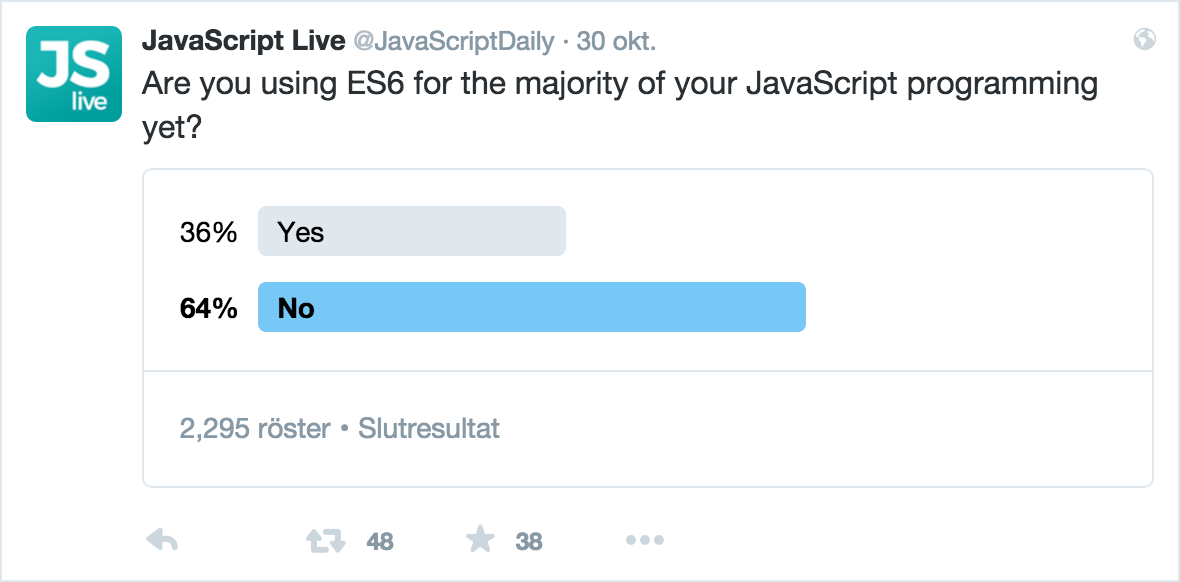 JS
live
JavaScript Live @JavaScriptDaily · 30 okt.
Are you using ES6 for the majority of your JavaScript programming
yet?
36% Yes
64% No
2,295 röster • Slutresultat
48 38